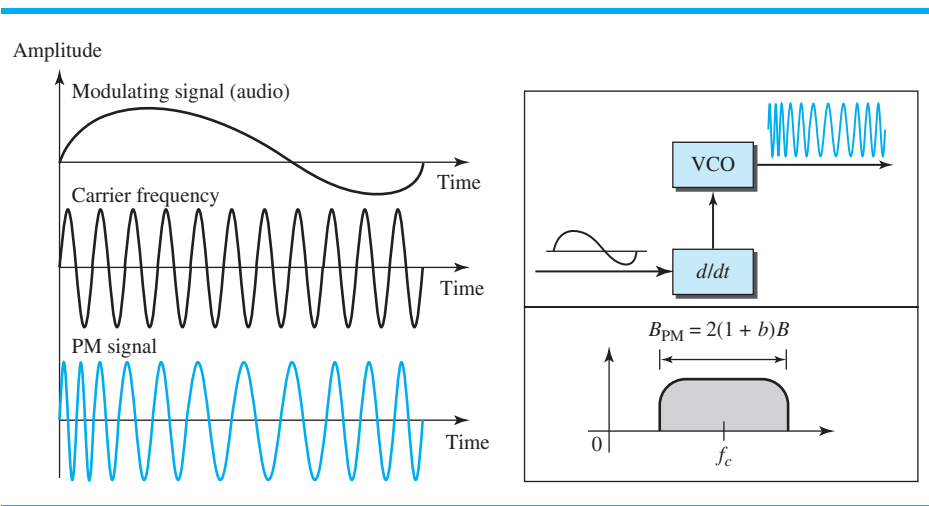 Amplitude
Modulating signal (audio)
Time
Carrier frequency
Time
PM signal
Time
VCO
d/dt
B_PM = 2(1 + b)B
0
f_c